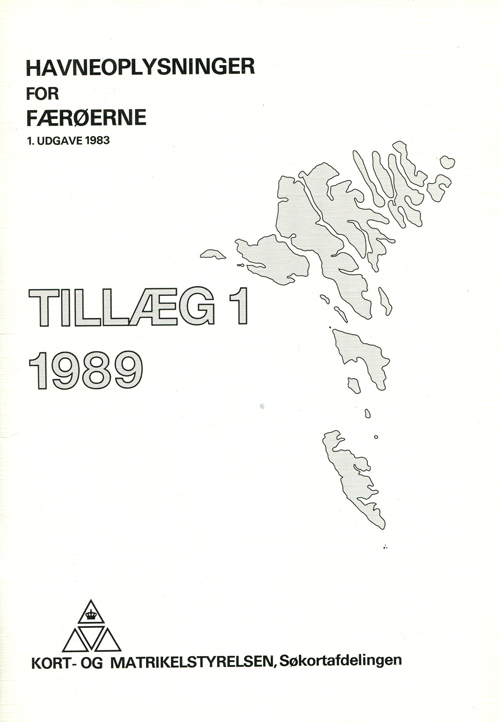 HAVNEOPLYSNINGER
FOR
FÆRØERNE
1. UDGAVE 1983
TILLÆG 1
1989
KORT- OG MATRIKELSTYRELSEN, Søkortafdelingen